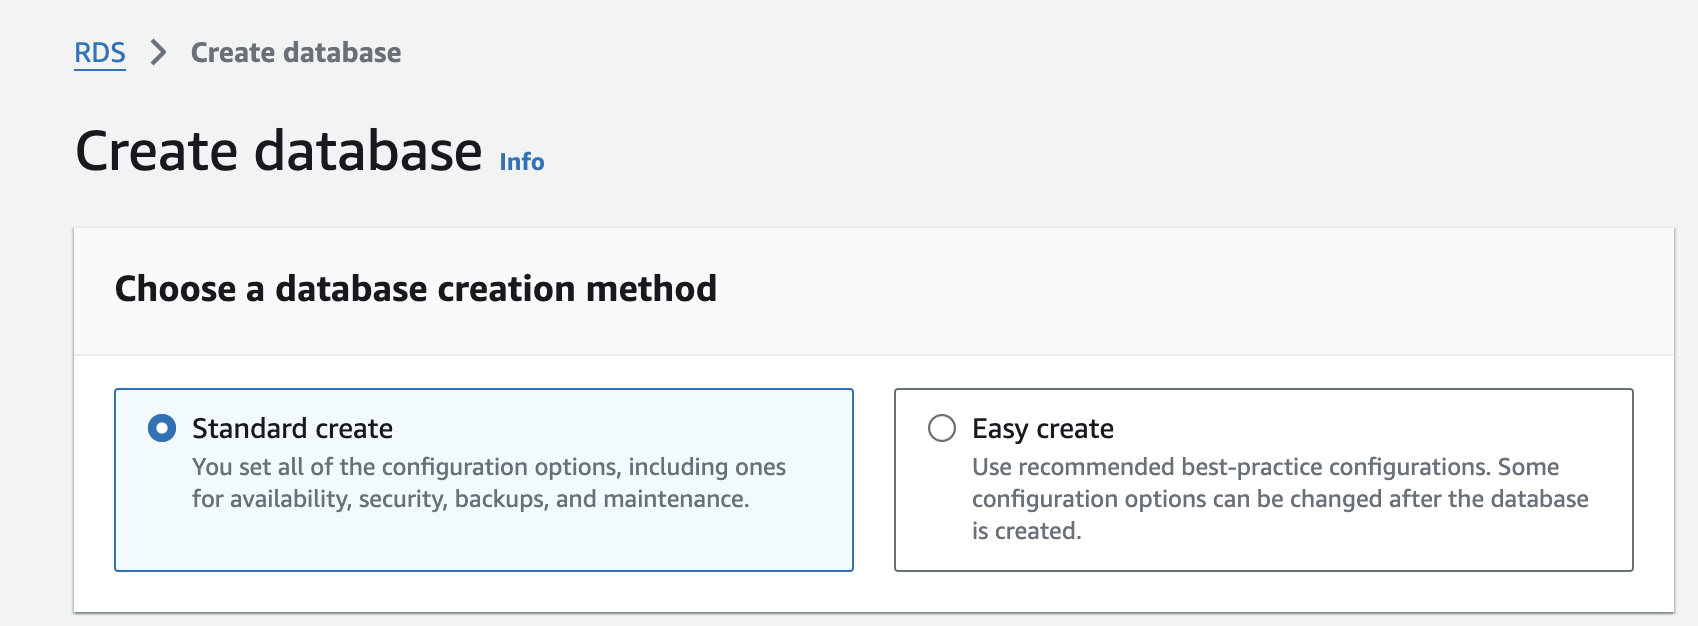 RDS > Create database
Create database Info
Choose a database creation method
Standard create
You set all of the configuration options, including ones
for availability, security, backups, and maintenance.
Easy create
Use recommended best-practice configurations. Some
configuration options can be changed after the database
is created.